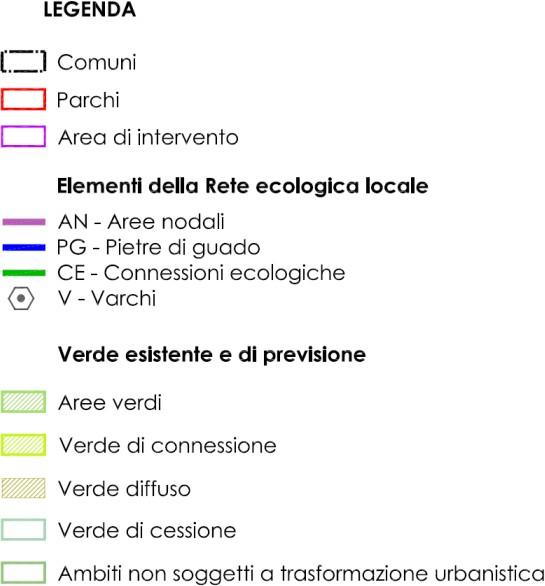 LEGENDA
Comuni
Parchi
Area di intervento
Elementi della Rete ecologica locale
AN - Aree nodali
PG - Pietre di guado
CE - Connessioni ecologiche
V - Varchi
Verde esistente e di previsione
Aree verdi
Verde di connessione
Verde diffuso
Verde di cessione
Ambiti non soggetti a trasformazione urbanistica